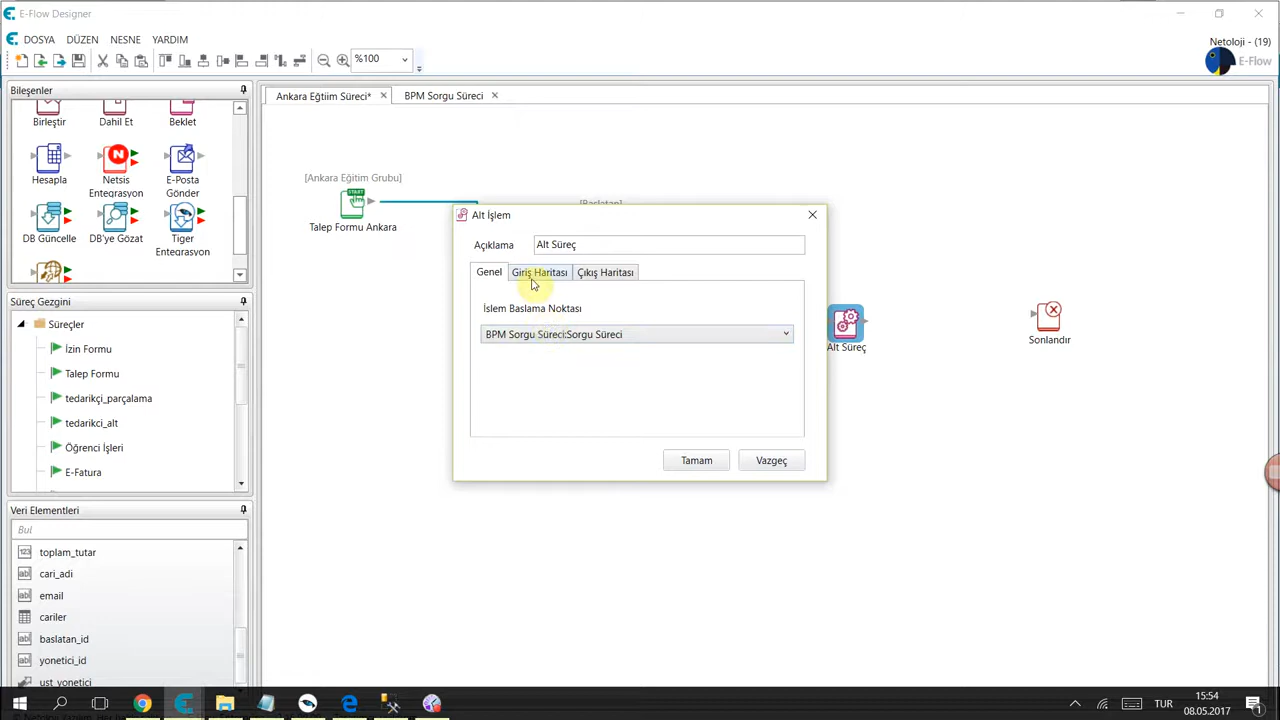 E-Flow Designer
DOSYA DÜZEN NESNE YARDIM
Netoloji - (19)
%100
E-Flow
Bileşenler
Birleştir Dahil Et Beklet
Hesapla Netsis Entegrasyon E-Posta Gönder
DB Güncelle DB'ye Gözat Tiger Entegrasyon
Süreç Gezgini
Süreçler
İzin Formu
Talep Formu
tedarikçi_parçalama
tedarikci_alt
Öğrenci İşleri
E-Fatura
Veri Elementleri
Bul
toplam_tutar
cari_adi
email
cariler
baslatan_id
yonetici_id
ust_yonetici
Ankara Eğtiim Süreci* BPM Sorgu Süreci
[Ankara Eğitim Grubu]
START
Talep Formu Ankara
[Başlatan]
Alt İşlem
Açıklama Alt Süreç
Genel Giriş Haritası Çıkış Haritası
İşlem Baslama Noktası
BPM Sorgu Süreci:Sorgu Süreci
Tamam Vazgeç
Alt Süreç
Sonlandır
TUR
15:54
08.05.2017